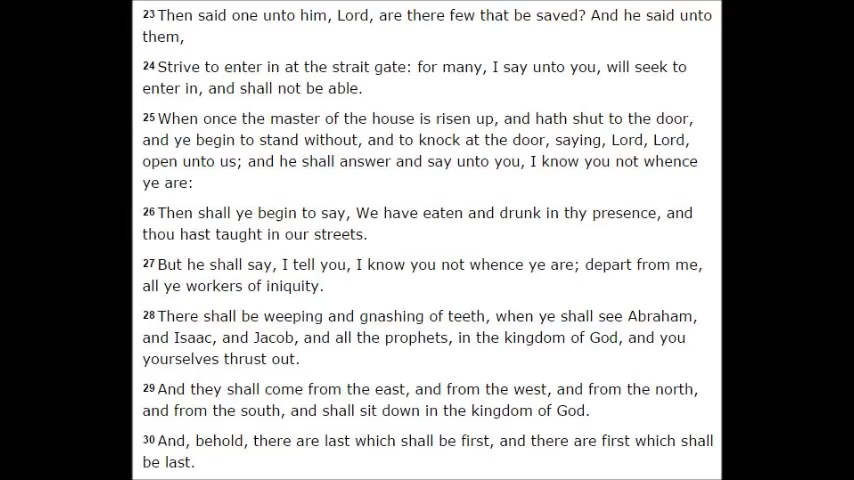 23 Then said one unto him, Lord, are there few that be saved? And he said unto
them,
24 Strive to enter in at the strait gate: for many, I say unto you, will seek to
enter in, and shall not be able.
25 When once the master of the house is risen up, and hath shut to the door,
and ye begin to stand without, and to knock at the door, saying, Lord, Lord,
open unto us; and he shall answer and say unto you, I know you not whence
ye are:
26 Then shall ye begin to say, We have eaten and drunk in thy presence, and
thou hast taught in our streets.
27 But he shall say, I tell you, I know you not whence ye are; depart from me,
all ye workers of iniquity.
28 There shall be weeping and gnashing of teeth, when ye shall see Abraham,
and Isaac, and Jacob, and all the prophets, in the kingdom of God, and you
yourselves thrust out.
29 And they shall come from the east, and from the west, and from the north,
and from the south, and shall sit down in the kingdom of God.
30 And, behold, there are last which shall be first, and there are first which shall
be last.